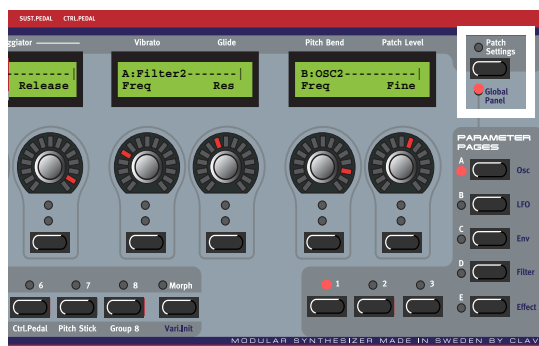 SUST.PEDAL CTRL.PEDAL
ggiator Vibrato Glide Pitch Bend Patch Level
Patch Settings
Release
A:Filter2-------|
Freq Res
B:OSC2----------|
Freq Fine
Global Panel
PARAMETER PAGES
A Osc
B LFO
C Env
D Filter
E Effect
6 7 8 Morph
1 2 3
Ctrl.Pedal Pitch Stick Group 8 Vari.Init
MODULAR SYNTHESIZER MADE IN SWEDEN BY CLAV